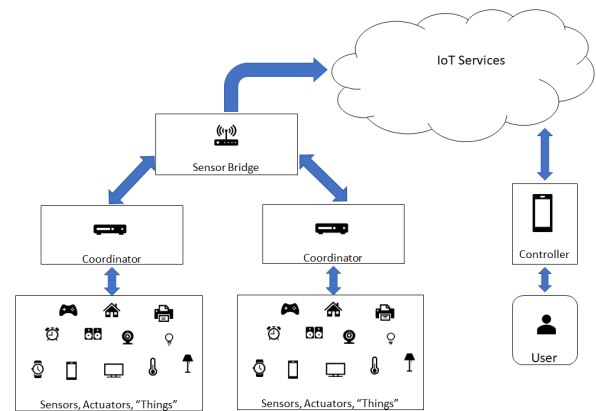 IoT Services
Sensor Bridge
Coordinator
Coordinator
Controller
Sensors, Actuators, "Things"
Sensors, Actuators, "Things"
User